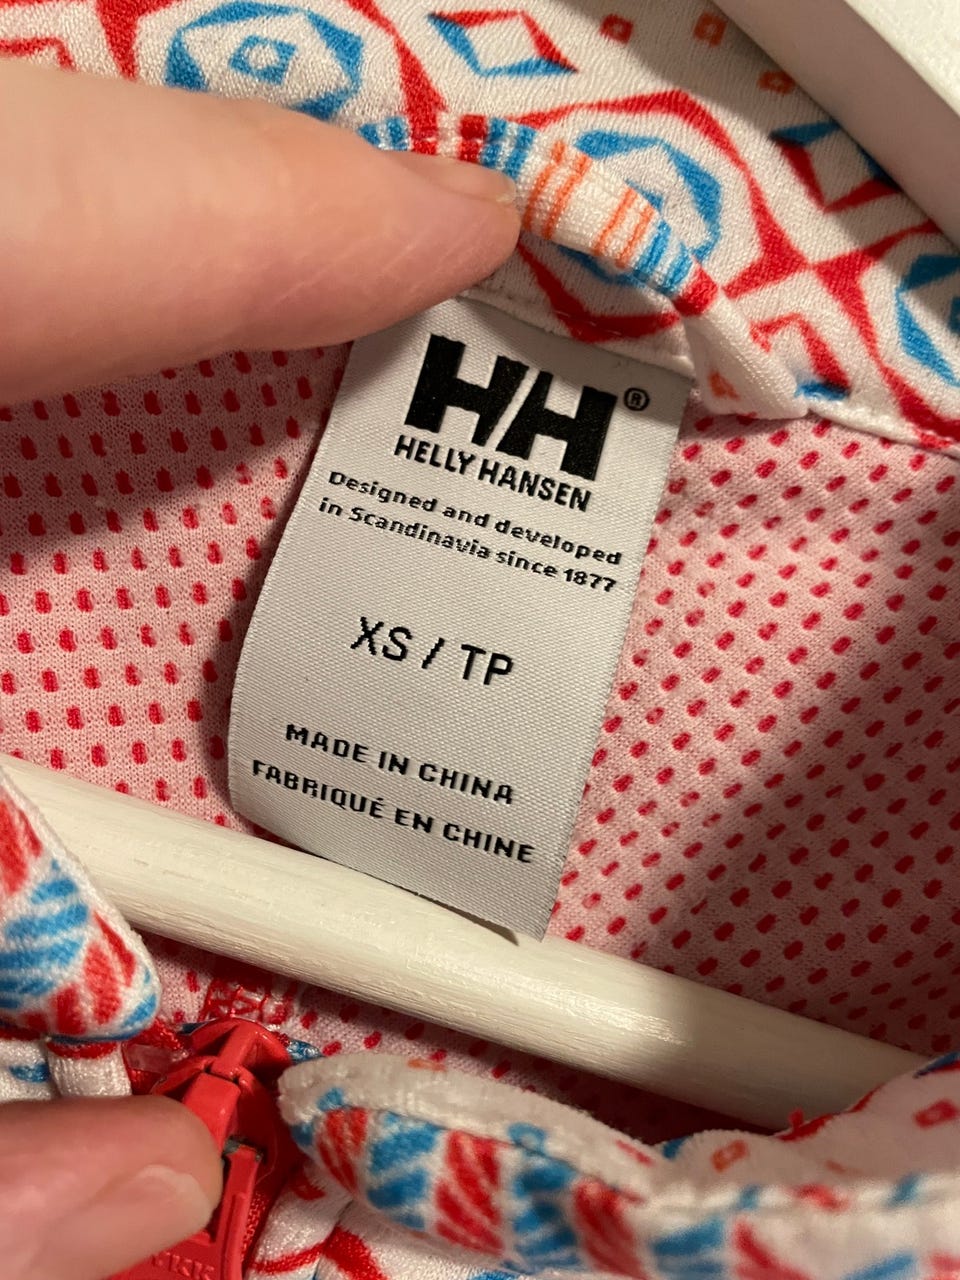 HH®
HELLY HANSEN
Designed and developed
in Scandinavia since 1877
XS / TP
MADE IN CHINA
FABRIQUÉ EN CHINE